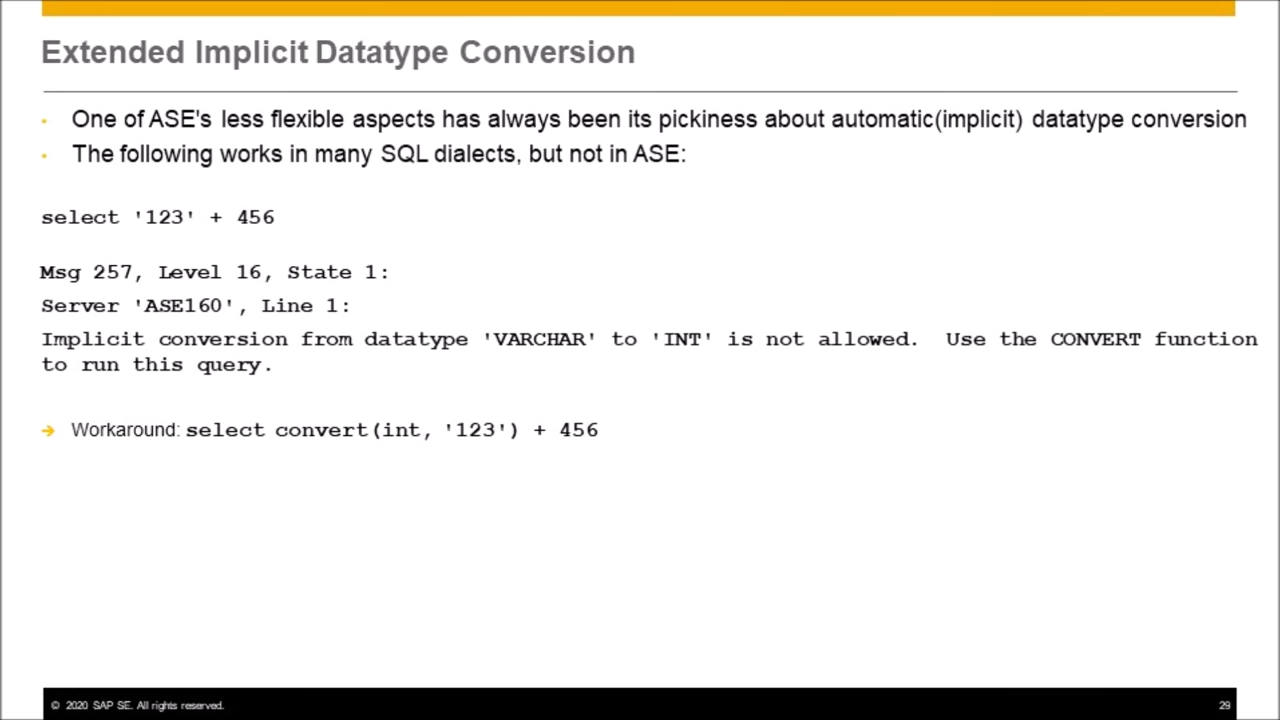 Extended Implicit Datatype Conversion
• One of ASE's less flexible aspects has always been its pickiness about automatic(implicit) datatype conversion
• The following works in many SQL dialects, but not in ASE:
select '123' + 456
Msg 257, Level 16, State 1:
Server 'ASE160', Line 1:
Implicit conversion from datatype 'VARCHAR' to 'INT' is not allowed.  Use the CONVERT function
to run this query.
→ Workaround: select convert(int, '123') + 456
© 2020 SAP SE. All rights reserved.
29